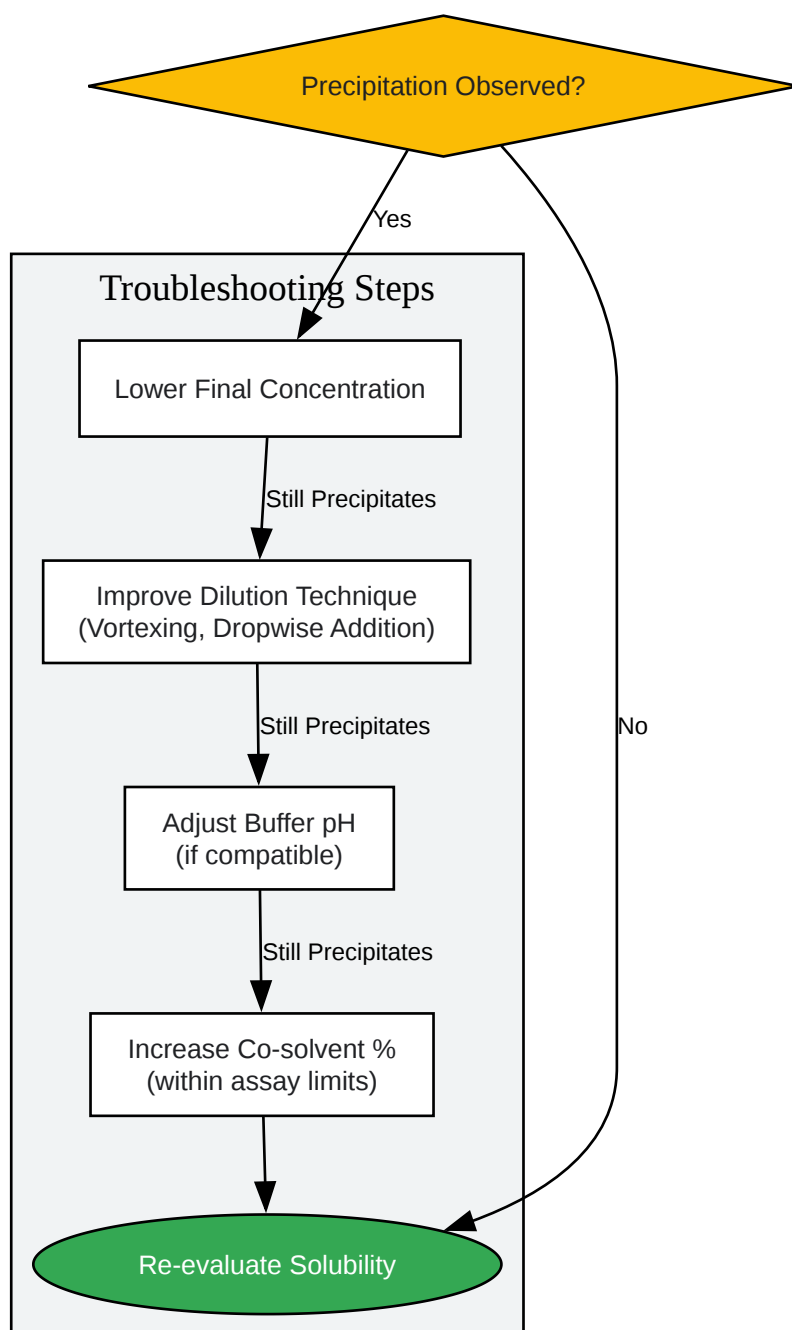 Precipitation Observed?
Yes
Troubleshooting Steps
Lower Final Concentration
Still Precipitates
Improve Dilution Technique
(Vortexing, Dropwise Addition)
Still Precipitates
No
Adjust Buffer pH
(if compatible)
Still Precipitates
Increase Co-solvent %
(within assay limits)
Re-evaluate Solubility